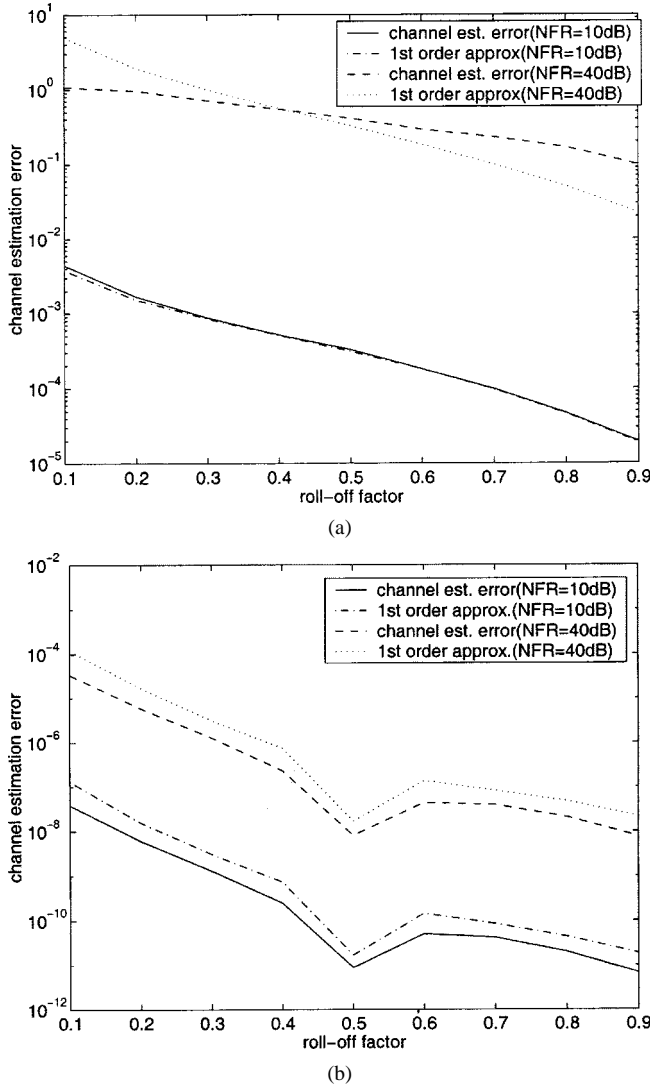 channel est. error(NFR=10dB)
1st order approx(NFR=10dB)
channel est. error(NFR=40dB)
1st order approx(NFR=40dB)
channel estimation error
10^1
10^0
10^-1
10^-2
10^-3
10^-4
10^-5
0.1 0.2 0.3 0.4 0.5 0.6 0.7 0.8 0.9
roll-off factor
(a)
channel est. error(NFR=10dB)
1st order approx.(NFR=10dB)
channel est. error(NFR=40dB)
1st order approx.(NFR=40dB)
channel estimation error
10^-2
10^-4
10^-6
10^-8
10^-10
10^-12
0.1 0.2 0.3 0.4 0.5 0.6 0.7 0.8 0.9
roll-off factor
(b)